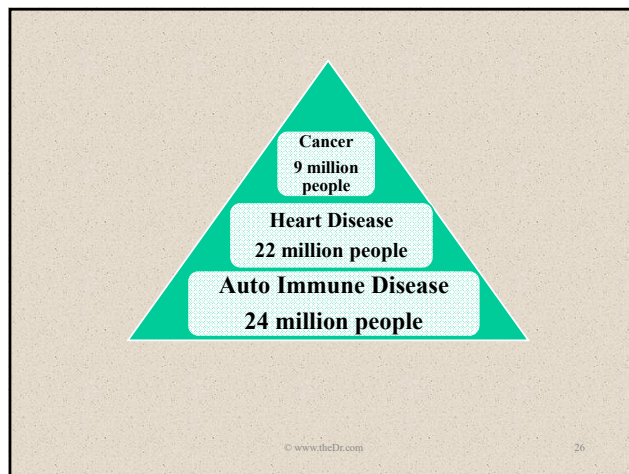 Cancer
9 million
people
Heart Disease
22 million people
Auto Immune Disease
24 million people
© www.theDr.com
26